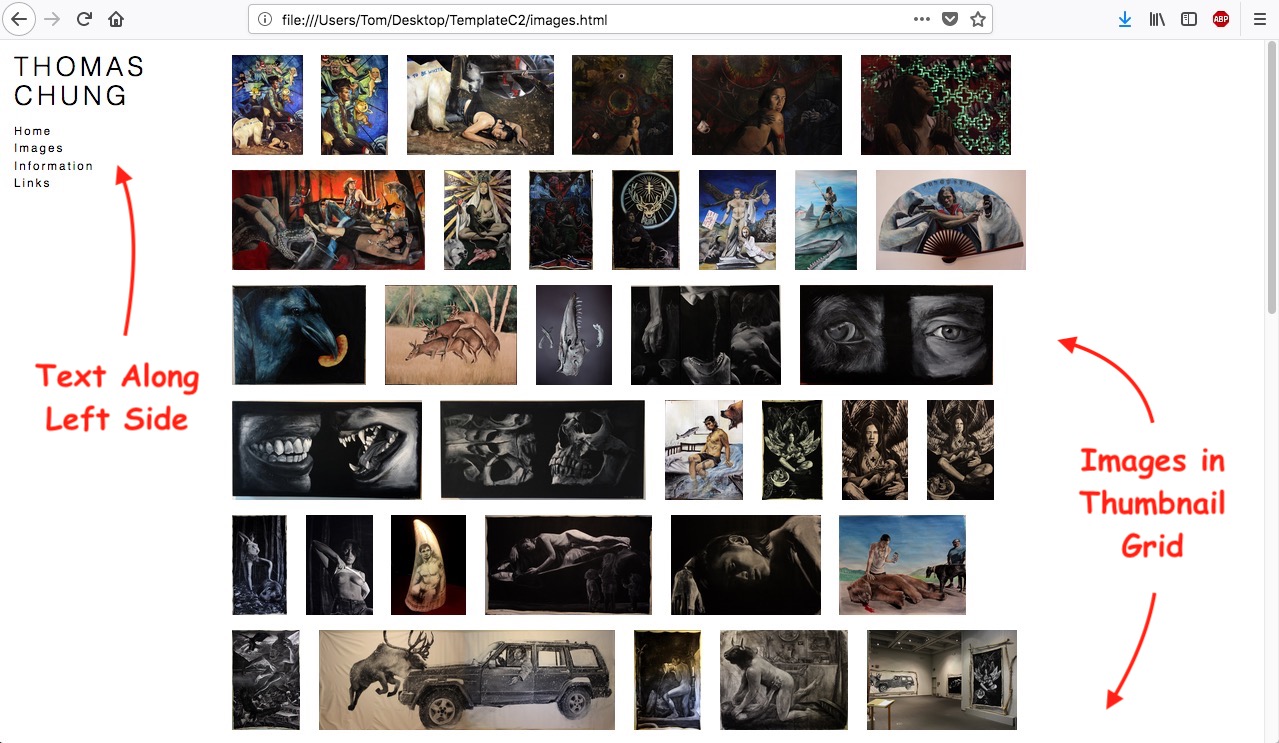 file:///Users/Tom/Desktop/TemplateC2/images.html
ABP
THOMAS
CHUNG
Home
Images
Information
Links
Text Along
Left Side
Images in
Thumbnail
Grid